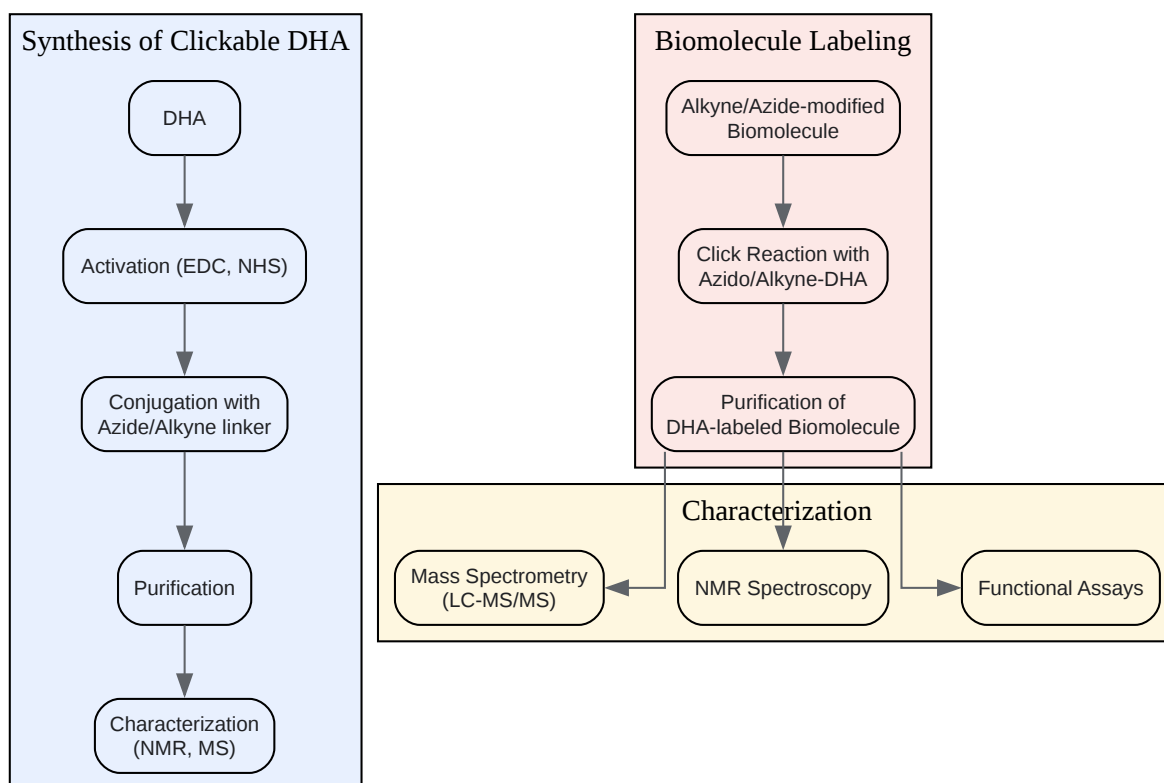 Synthesis of Clickable DHA
DHA
Activation (EDC, NHS)
Conjugation with
Azide/Alkyne linker
Purification
Characterization
(NMR, MS)
Biomolecule Labeling
Alkyne/Azide-modified
Biomolecule
Click Reaction with
Azido/Alkyne-DHA
Purification of
DHA-labeled Biomolecule
Characterization
Mass Spectrometry
(LC-MS/MS)
NMR Spectroscopy
Functional Assays